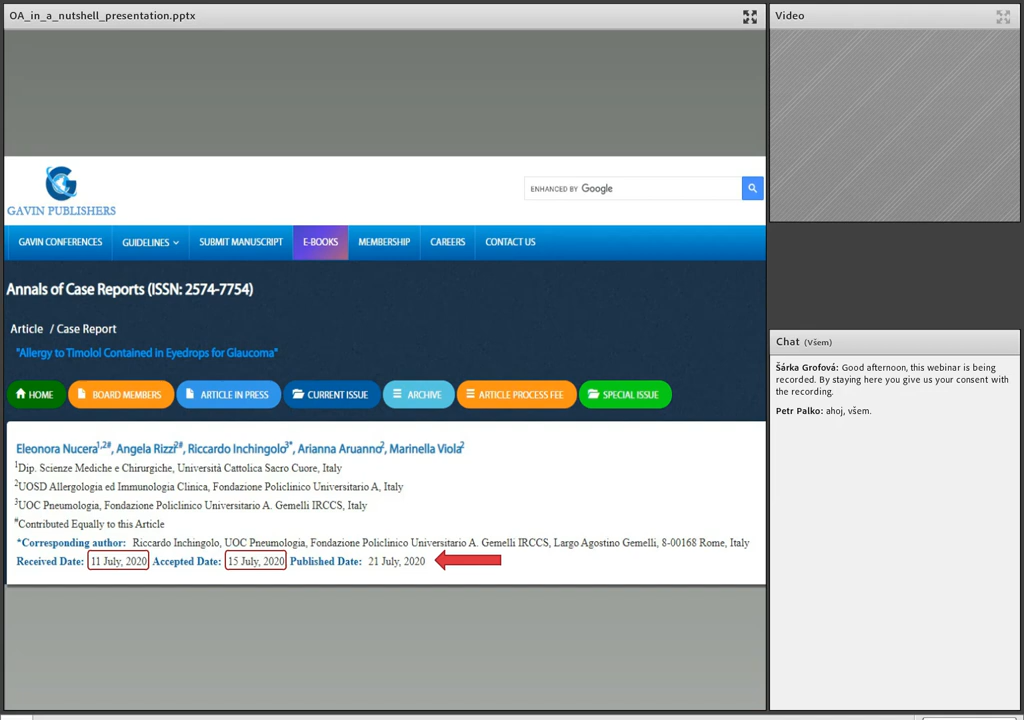 OA_in_a_nutshell_presentation.pptx
Video
GAVIN PUBLISHERS
ENHANCED BY Google
GAVIN CONFERENCES GUIDELINES SUBMIT MANUSCRIPT E-BOOKS MEMBERSHIP CAREERS CONTACT US
Annals of Case Reports (ISSN: 2574-7754)
Article / Case Report
"Allergy to Timolol Contained in Eyedrops for Glaucoma"
HOME BOARD MEMBERS ARTICLE IN PRESS CURRENT ISSUE ARCHIVE ARTICLE PROCESS FEE SPECIAL ISSUE
Eleonora Nucera1,2#, Angela Rizzi2#, Riccardo Inchingolo3*, Arianna Aruanno2, Marinella Viola2
1Dip. Scienze Mediche e Chirurgiche, Università Cattolica Sacro Cuore, Italy
2UOSD Allergologia ed Immunologia Clinica, Fondazione Policlinico Universitario A, Italy
3UOC Pneumologia, Fondazione Policlinico Universitario A. Gemelli IRCCS, Italy
#Contributed Equally to this Article
*Corresponding author: Riccardo Inchingolo, UOC Pneumologia, Fondazione Policlinico Universitario A. Gemelli IRCCS, Largo Agostino Gemelli, 8-00168 Rome, Italy
Received Date: 11 July, 2020 Accepted Date: 15 July, 2020 Published Date: 21 July, 2020
Chat (Všem)
Šárka Grofová: Good afternoon, this webinar is being
recorded. By staying here you give us your consent with
the recording.
Petr Palko: ahoj, všem.